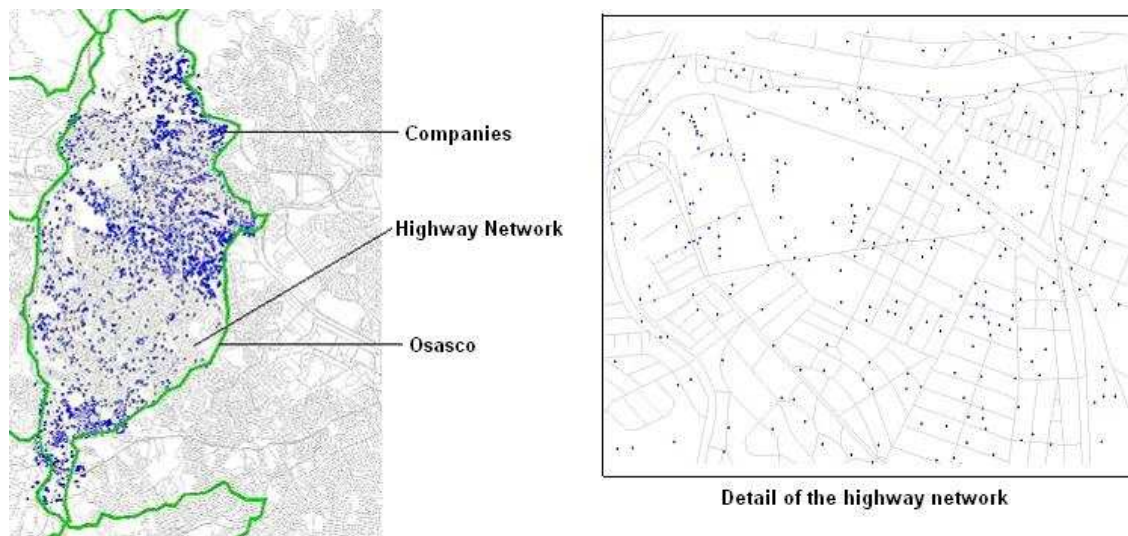 Companies
Highway Network
Osasco
Detail of the highway network